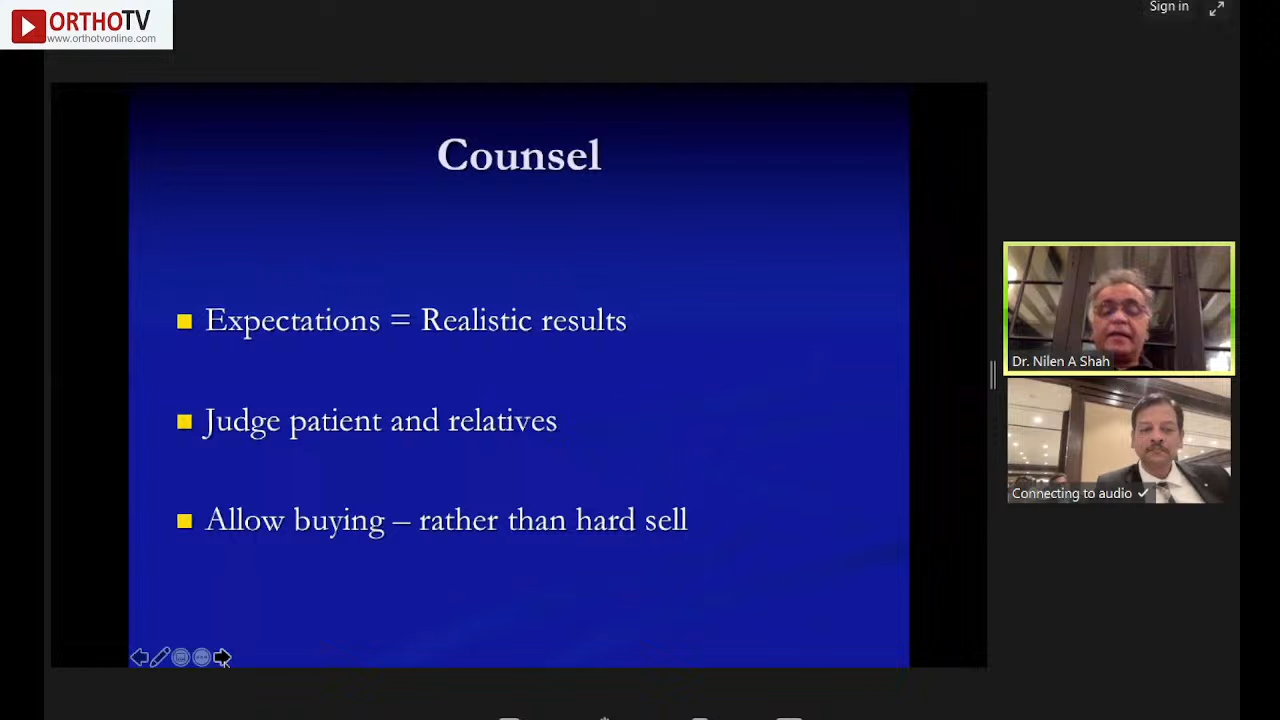 ORTHOTV
www.orthotvonline.com
Sign in
Counsel
Expectations = Realistic results
Judge patient and relatives
Allow buying – rather than hard sell
Dr. Nilen A Shah
Connecting to audio ✓